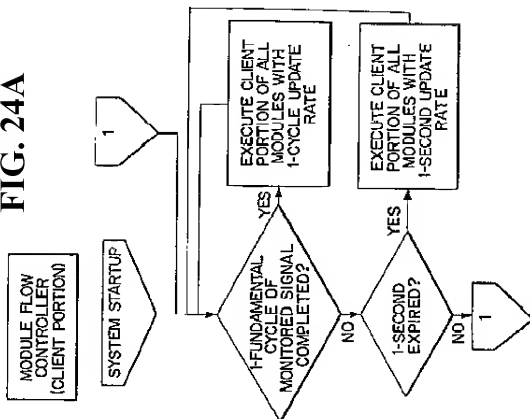 FIG. 24A
MODULE FLOW
CONTROLLER
(CLIENT PORTION)
SYSTEM STARTUP
1
1-FUNDAMENTAL
CYCLE OF
MONITORED SIGNAL
COMPLETED?
YES
EXECUTE CLIENT
PORTION OF ALL
MODULES WITH
1-CYCLE UPDATE
RATE
NO
1-SECOND
EXPIRED?
YES
EXECUTE CLIENT
PORTION OF ALL
MODULES WITH
1-SECOND UPDATE
RATE
NO
1